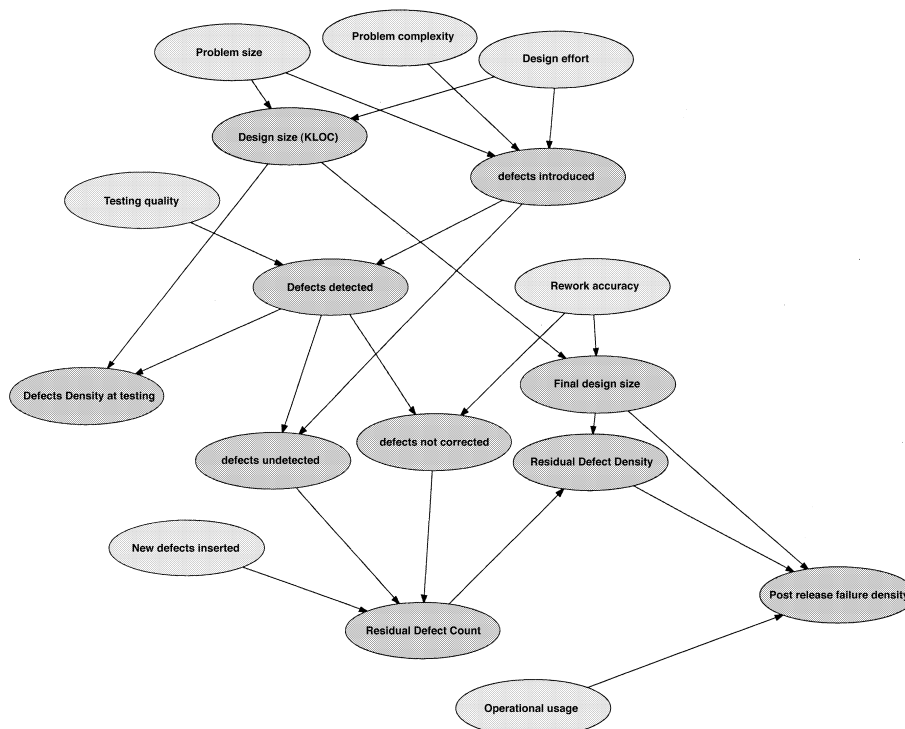 Problem complexity
Problem size
Design effort
Design size (KLOC)
defects introduced
Testing quality
Defects detected
Rework accuracy
Final design size
Defects Density at testing
defects not corrected
defects undetected
Residual Defect Density
New defects inserted
Post release failure density
Residual Defect Count
Operational usage